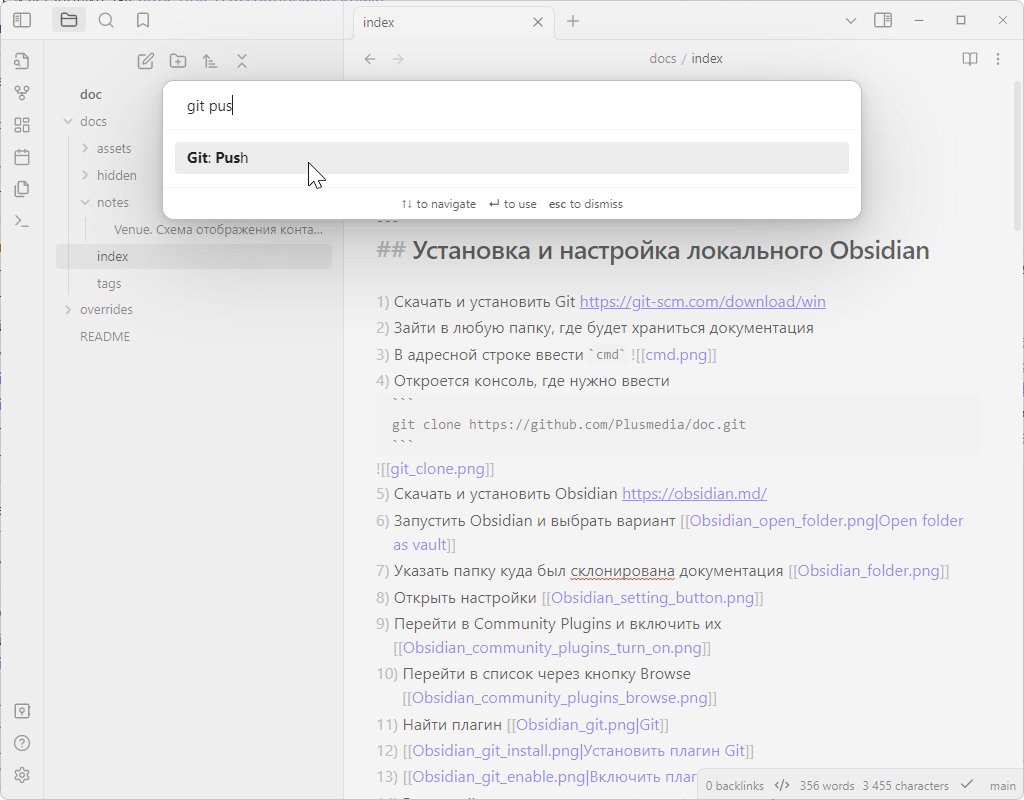 index
docs / index
doc
docs
assets
hidden
notes
Venue. Схема отображения конта...
index
tags
overrides
README
git pus
Git: Push
↑↓ to navigate ↵ to use esc to dismiss
## Установка и настройка локального Obsidian
1) Скачать и установить Git https://git-scm.com/download/win
2) Зайти в любую папку, где будет храниться документация
3) В адресной строке ввести `cmd` ![[cmd.png]]
4) Откроется консоль, где нужно ввести
```
git clone https://github.com/Plusmedia/doc.git
```
![[git_clone.png]]
5) Скачать и установить Obsidian https://obsidian.md/
6) Запустить Obsidian и выбрать вариант [[Obsidian_open_folder.png|Open folder
as vault]]
7) Указать папку куда был склонирована документация [[Obsidian_folder.png]]
8) Открыть настройки [[Obsidian_setting_button.png]]
9) Перейти в Community Plugins и включить их
[[Obsidian_community_plugins_turn_on.png]]
10) Перейти в список через кнопку Browse
[[Obsidian_community_plugins_browse.png]]
11) Найти плагин [[Obsidian_git.png|Git]]
12) [[Obsidian_git_install.png|Установить плагин Git]]
13) [[Obsidian_git_enable.png|Включить плаг
0 backlinks </> 356 words 3 455 characters ✓ main